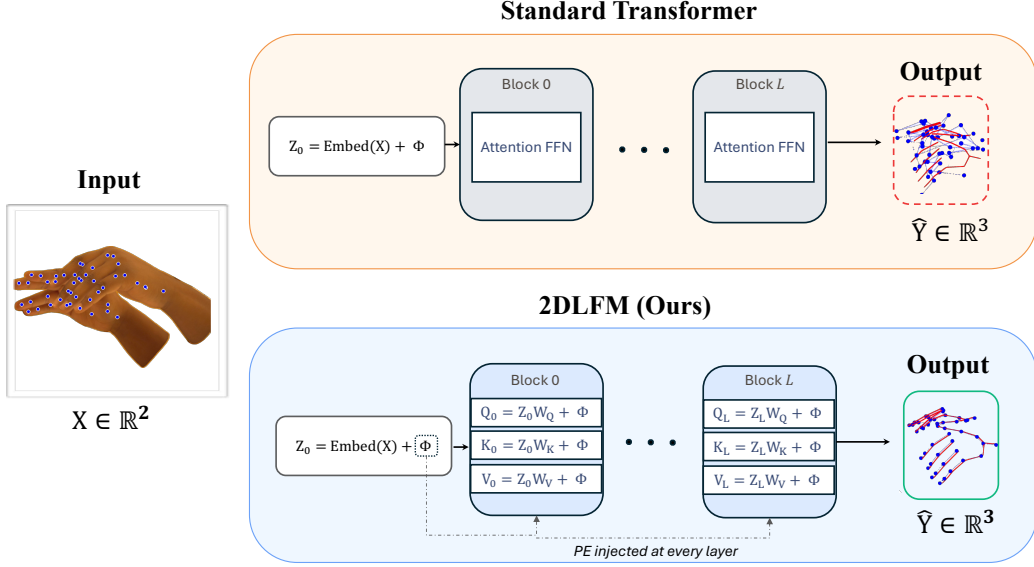 Standard Transformer
Input
X ∈ ℝ²
Z₀ = Embed(X) + Φ
Block 0
Attention FFN
• • •
Block L
Attention FFN
Output
Ŷ ∈ ℝ³
2DLFM (Ours)
Z₀ = Embed(X) + Φ
Block 0
Q₀ = Z₀W_Q + Φ
K₀ = Z₀W_K + Φ
V₀ = Z₀W_V + Φ
• • •
Block L
Q_L = Z_LW_Q + Φ
K_L = Z_LW_K + Φ
V_L = Z_LW_V + Φ
Output
Ŷ ∈ ℝ³
PE injected at every layer